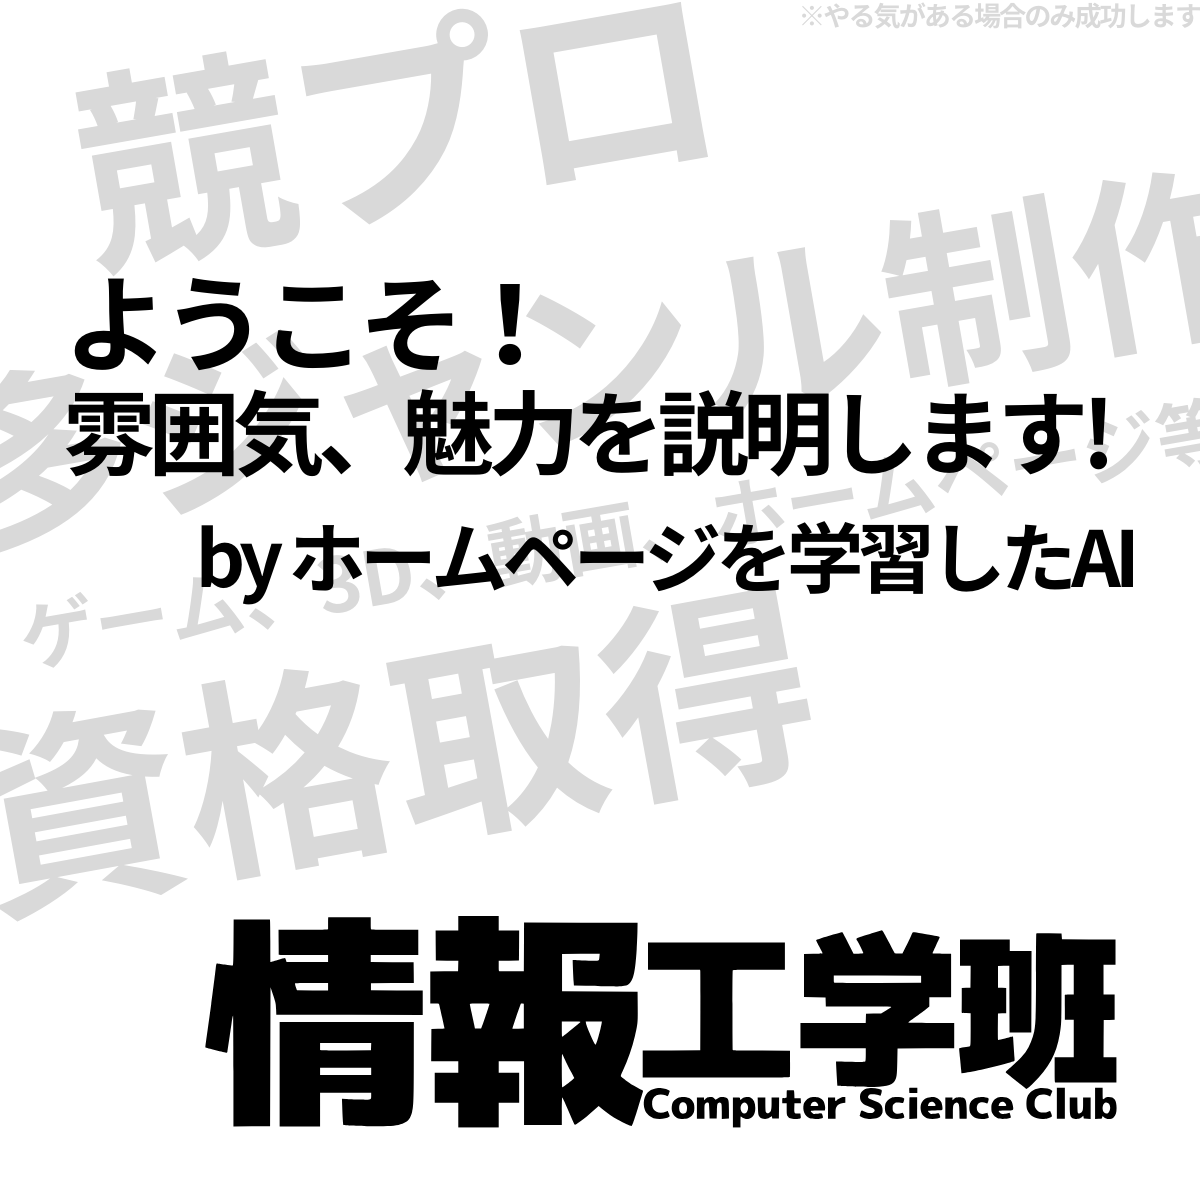 ※やる気がある場合のみ成功します
競プロ
多ジャンル制作
ゲーム、3D、動画、ホームページ等
資格取得
ようこそ！
雰囲気、魅力を説明します!
by ホームページを学習したAI
情報工学班
Computer Science Club